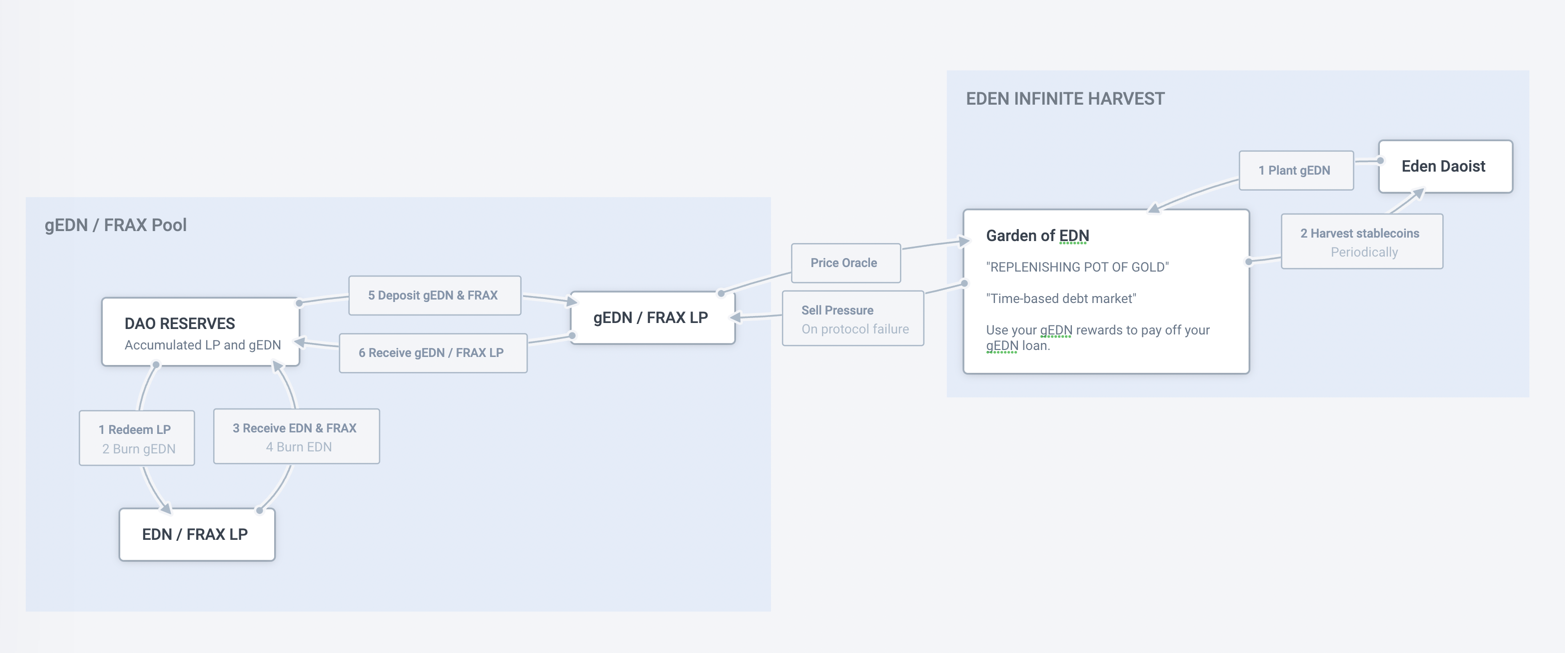 EDEN INFINITE HARVEST
Eden Daoist
1 Plant gEDN
2 Harvest stablecoins
Periodically
Garden of EDN
"REPLENISHING POT OF GOLD"
"Time-based debt market"
Use your gEDN rewards to pay off your
gEDN loan.
Price Oracle
Sell Pressure
On protocol failure
gEDN / FRAX Pool
DAO RESERVES
Accumulated LP and gEDN
5 Deposit gEDN & FRAX
6 Receive gEDN / FRAX LP
gEDN / FRAX LP
1 Redeem LP
2 Burn gEDN
3 Receive EDN & FRAX
4 Burn EDN
EDN / FRAX LP